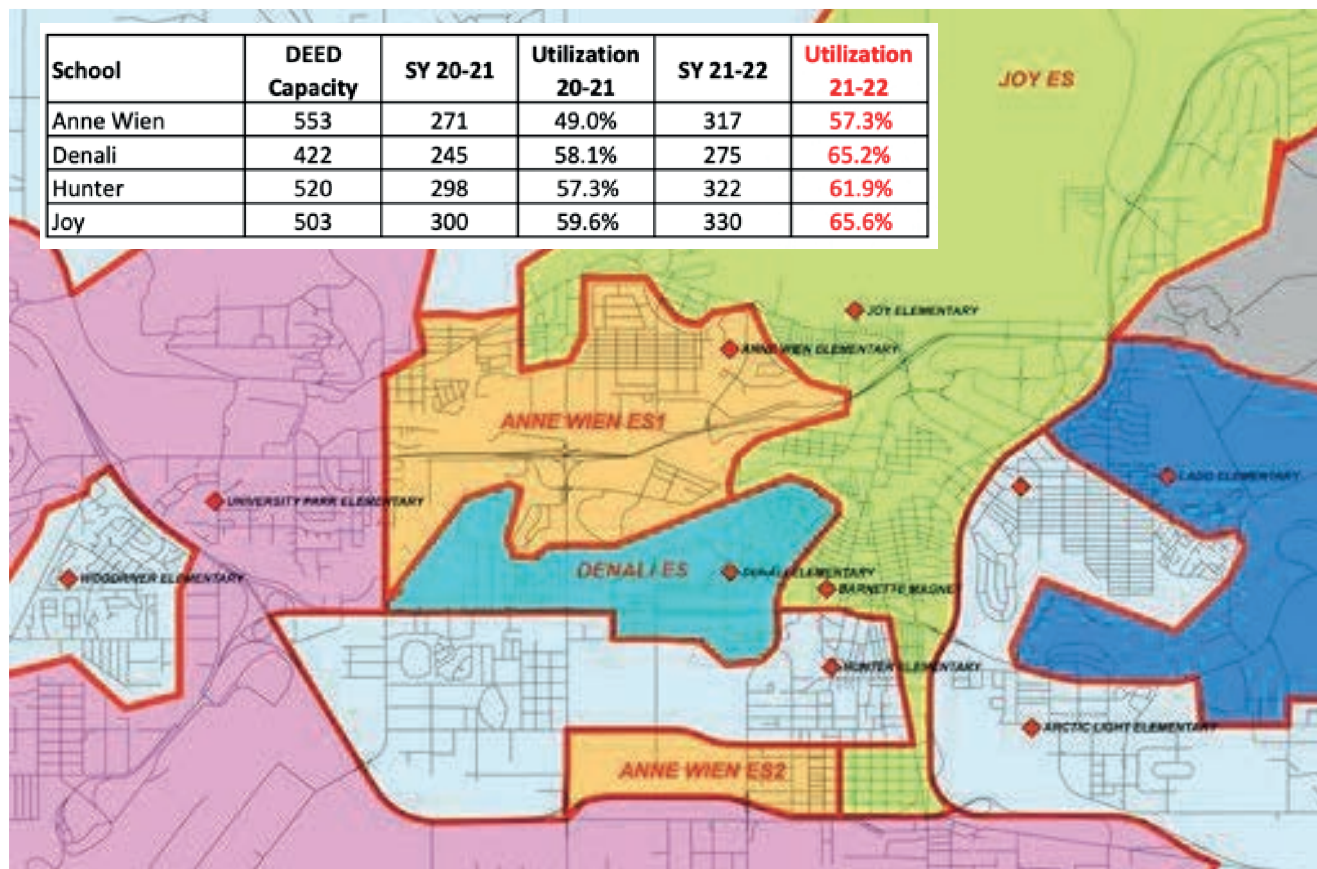 School DEED Capacity SY 20-21 Utilization 20-21 SY 21-22 Utilization 21-22
Anne Wien 553 271 49.0% 317 57.3%
Denali 422 245 58.1% 275 65.2%
Hunter 520 298 57.3% 322 61.9%
Joy 503 300 59.6% 330 65.6%
JOY ES
JOY ELEMENTARY
ANNE WIEN ELEMENTARY
ANNE WIEN ES1
LADD ELEMENTARY
UNIVERSITY PARK ELEMENTARY
DENALI ES
DENALI ELEMENTARY
WOODRIVER ELEMENTARY
BARNETTE MAGNET
HUNTER ELEMENTARY
ARCTIC LIGHT ELEMENTARY
ANNE WIEN ES2